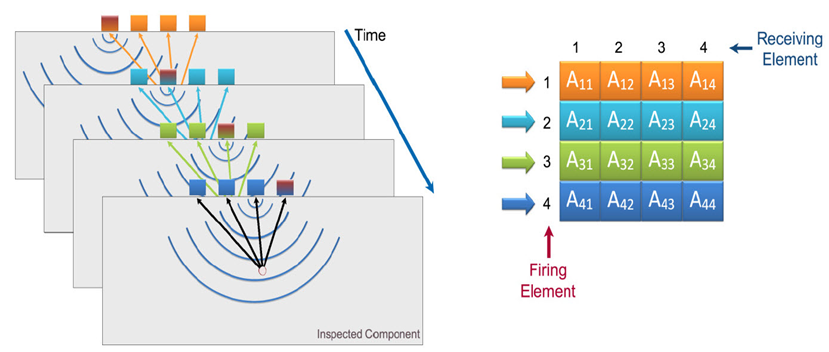 Time
Inspected Component
1 2 3 4
Receiving
Element
1 A11 A12 A13 A14
2 A21 A22 A23 A24
3 A31 A32 A33 A34
4 A41 A42 A43 A44
Firing
Element